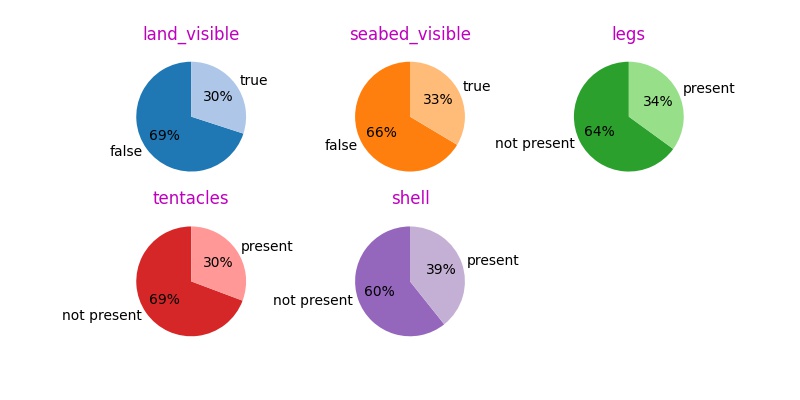 land_visible
seabed_visible
legs
true
30%
69%
false
true
33%
66%
false
present
34%
64%
not present
tentacles
shell
present
30%
69%
not present
present
39%
60%
not present